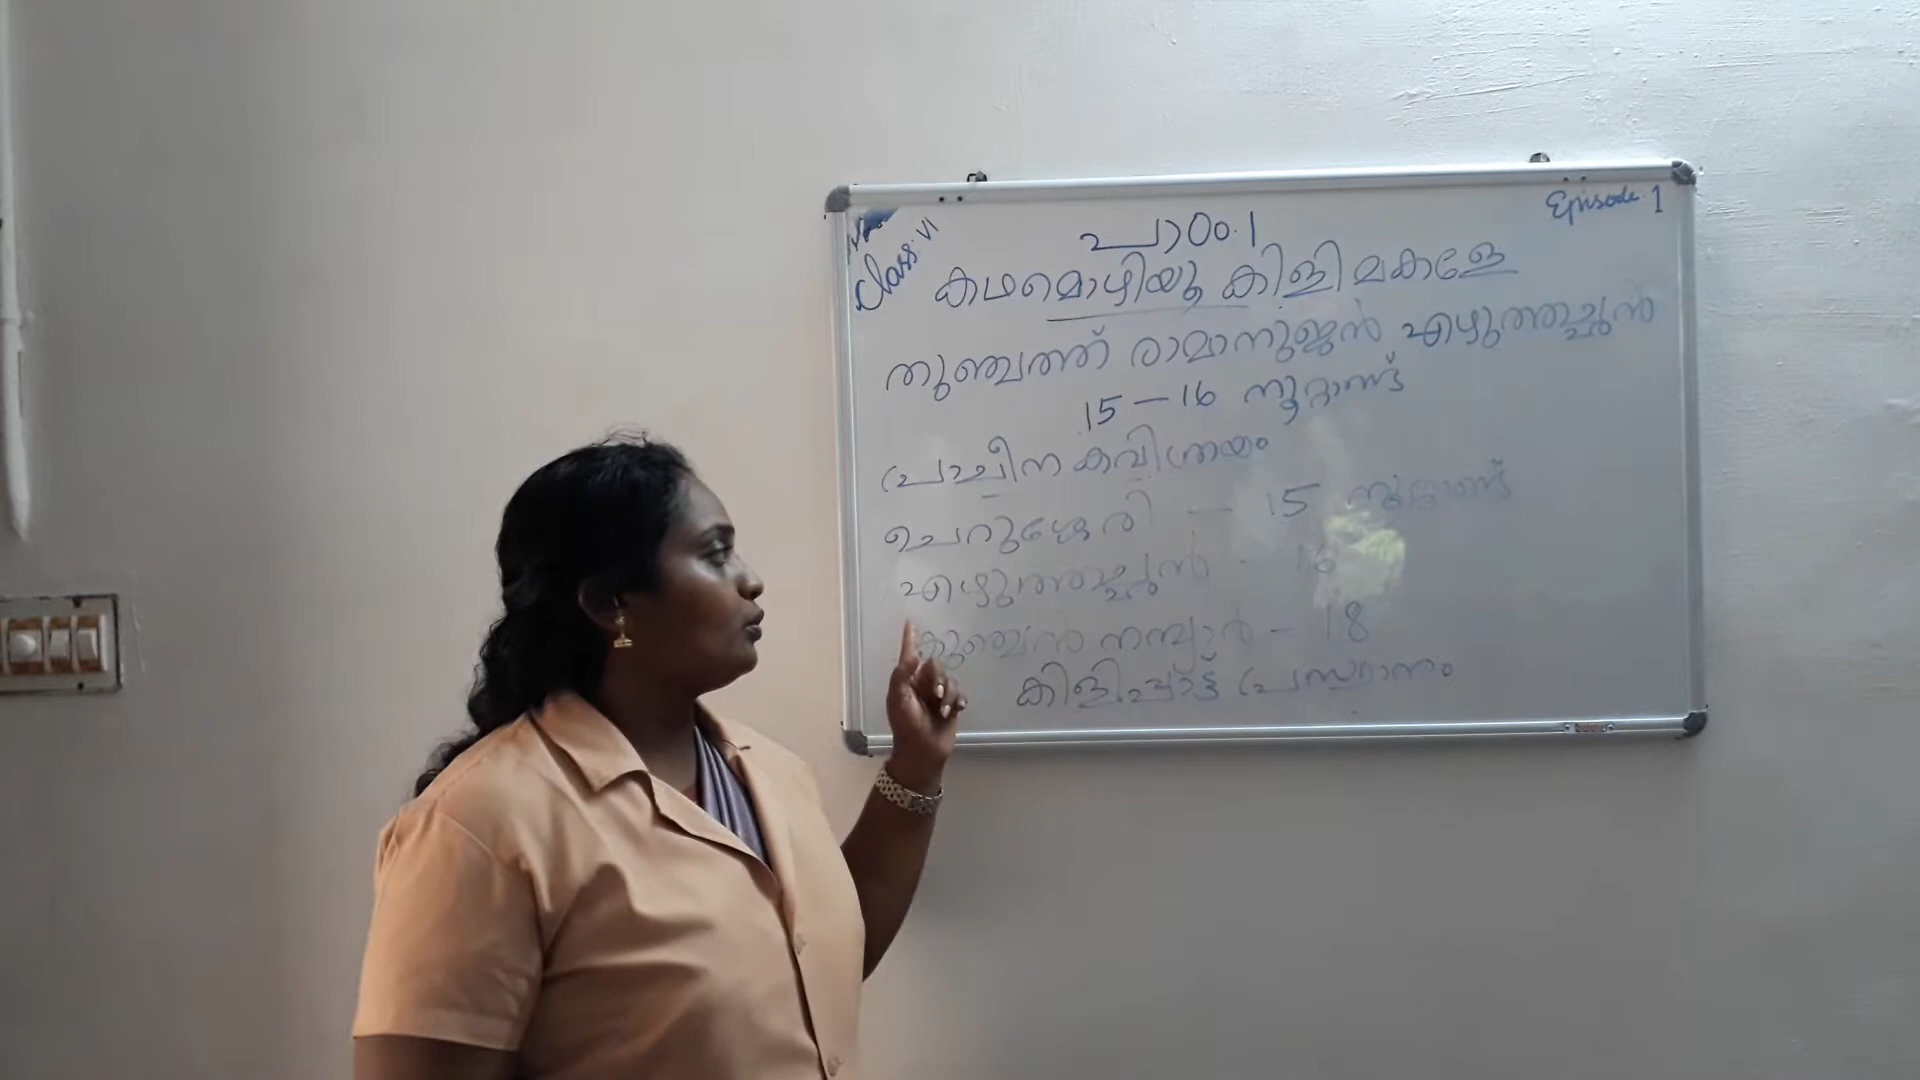 Class: VI
Episode. 1
പാഠം. 1
കഥമൊഴിയൂ കിളിമകളേ
തുഞ്ചത്ത് രാമാനുജൻ എഴുത്തച്ഛൻ
15 – 16 നൂറ്റാണ്ട്
പ്രാചീന കവിത്രയം
ചെറുശ്ശേരി – 15 നൂറ്റാണ്ട്
എഴുത്തച്ഛൻ - 16
കുഞ്ചൻ നമ്പ്യാർ – 18
കിളിപ്പാട്ട് പ്രസ്ഥാനം